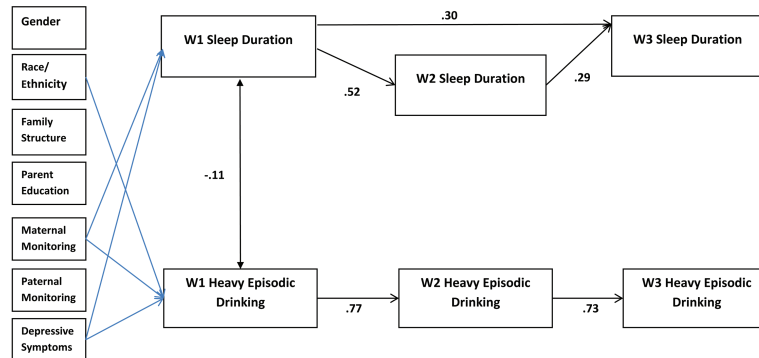 Gender
Race/
Ethnicity
Family
Structure
Parent
Education
Maternal
Monitoring
Paternal
Monitoring
Depressive
Symptoms
W1 Sleep Duration
.30
W3 Sleep Duration
W2 Sleep Duration
.52
.29
-.11
W1 Heavy Episodic
Drinking
.77
W2 Heavy Episodic
Drinking
.73
W3 Heavy Episodic
Drinking